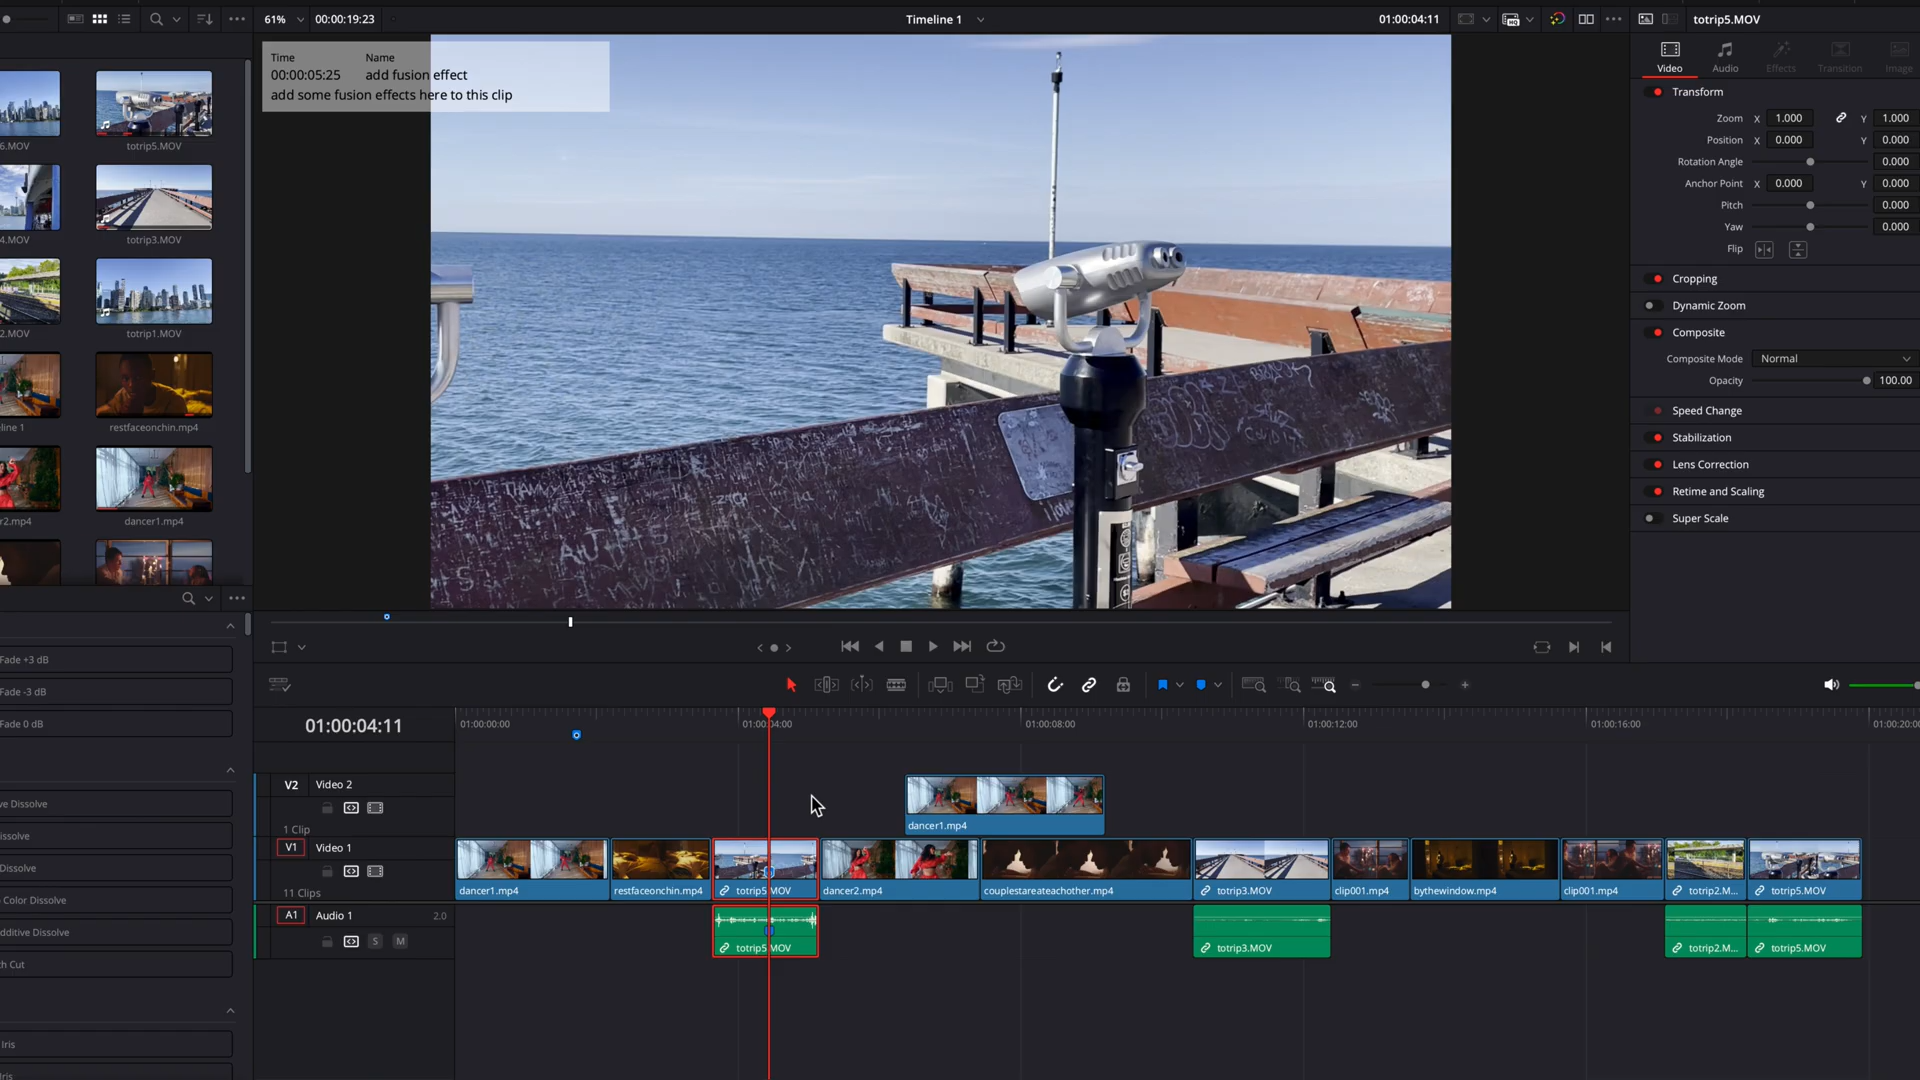 61% 00:00:19:23 Timeline 1 01:00:04:11 totrip5.MOV
Time Name
00:00:05:25 add fusion effect
add some fusion effects here to this clip
Video Audio Effects Transition Image
Transform
Zoom X 1.000 Y 1.000
Position X 0.000 Y 0.000
Rotation Angle 0.000
Anchor Point X 0.000 Y 0.000
Pitch 0.000
Yaw 0.000
Flip
Cropping
Dynamic Zoom
Composite
Composite Mode Normal
Opacity 100.00
Speed Change
Stabilization
Lens Correction
Retime and Scaling
Super Scale
6.MOV totrip5.MOV
4.MOV totrip3.MOV
2.MOV totrip1.MOV
line 1 restfaceonchin.mp4
r2.mp4 dancer1.mp4
Fade +3 dB
Fade -3 dB
Fade 0 dB
ve Dissolve
issolve
Dissolve
o Color Dissolve
dditive Dissolve
th Cut
Iris
Iris
01:00:04:11
01:00:00:00 01:00:04:00 01:00:08:00 01:00:12:00 01:00:16:00 01:00:20:00
V2 Video 2
1 Clip
dancer1.mp4
V1 Video 1
11 Clips
dancer1.mp4 restfaceonchin.mp4 totrip5.MOV dancer2.mp4 couplestareateachother.mp4 totrip3.MOV clip001.mp4 bythewindow.mp4 clip001.mp4 totrip2.M... totrip5.MOV
A1 Audio 1 2.0
S M
totrip5.MOV totrip3.MOV totrip2.M... totrip5.MOV